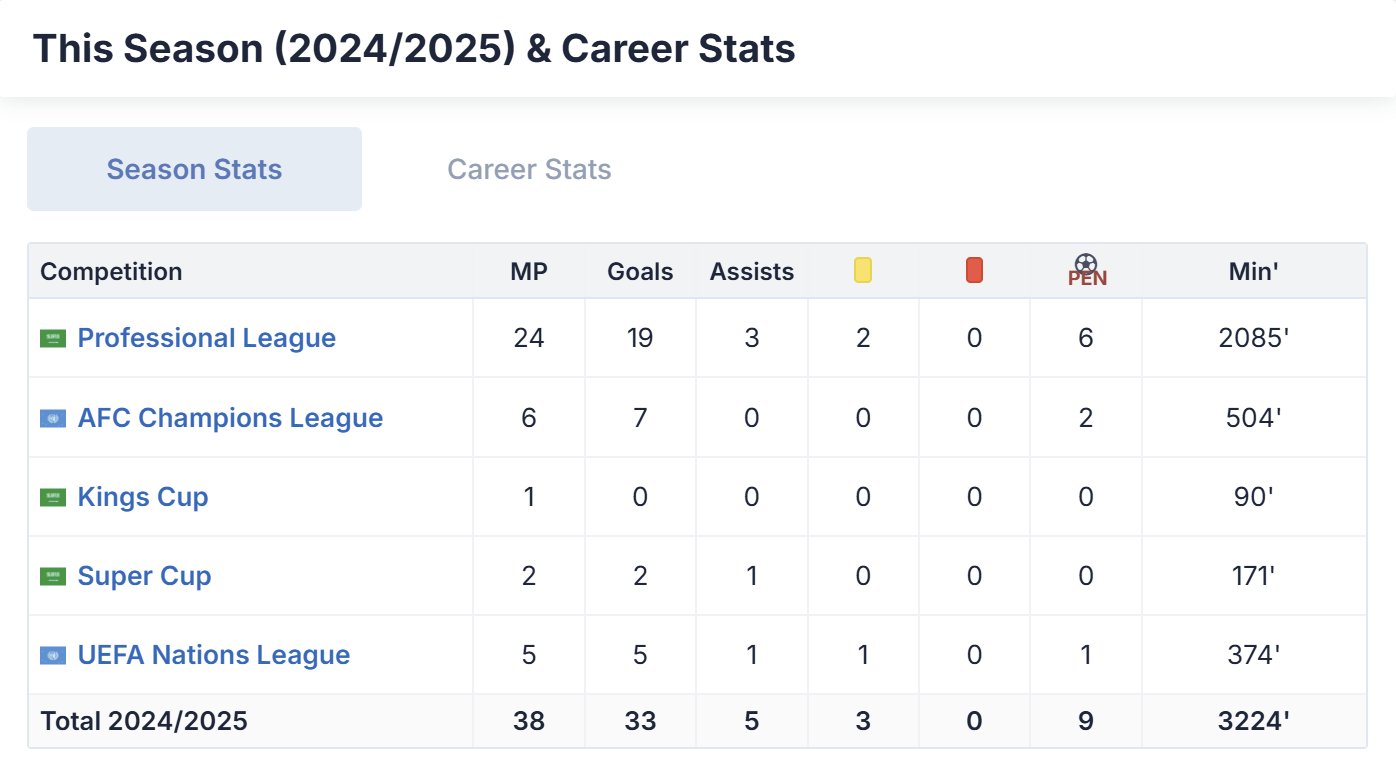 This Season (2024/2025) & Career Stats
Season Stats Career Stats
Competition MP Goals Assists PEN Min'
Professional League 24 19 3 2 0 6 2085'
AFC Champions League 6 7 0 0 0 2 504'
Kings Cup 1 0 0 0 0 0 90'
Super Cup 2 2 1 0 0 0 171'
UEFA Nations League 5 5 1 1 0 1 374'
Total 2024/2025 38 33 5 3 0 9 3224'